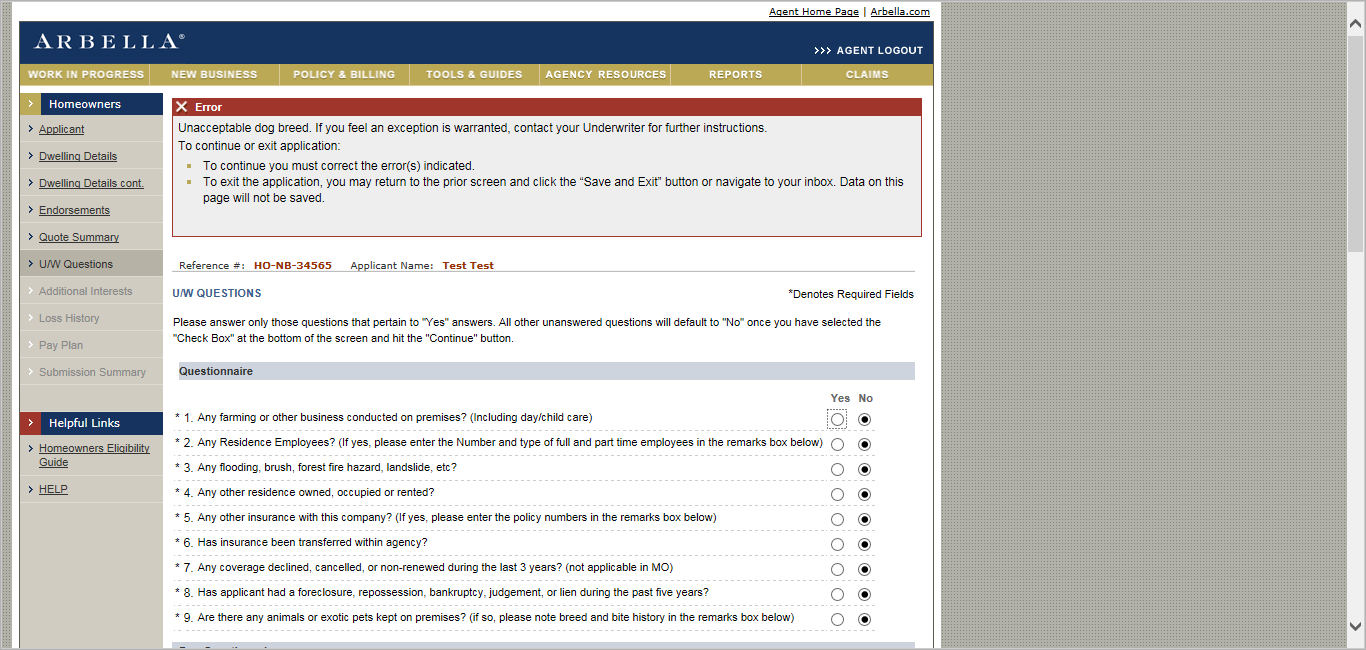 Agent Home Page | Arbella.com
ARBELLA®
>>> AGENT LOGOUT
WORK IN PROGRESS NEW BUSINESS POLICY & BILLING TOOLS & GUIDES AGENCY RESOURCES REPORTS CLAIMS
Homeowners
Applicant
Dwelling Details
Dwelling Details cont.
Endorsements
Quote Summary
U/W Questions
Additional Interests
Loss History
Pay Plan
Submission Summary
Helpful Links
Homeowners Eligibility
Guide
HELP
Error
Unacceptable dog breed. If you feel an exception is warranted, contact your Underwriter for further instructions.
To continue or exit application:
To continue you must correct the error(s) indicated.
To exit the application, you may return to the prior screen and click the “Save and Exit” button or navigate to your inbox. Data on this
page will not be saved.
Reference #: HO-NB-34565 Applicant Name: Test Test
U/W QUESTIONS
*Denotes Required Fields
Please answer only those questions that pertain to "Yes" answers. All other unanswered questions will default to "No" once you have selected the
"Check Box" at the bottom of the screen and hit the "Continue" button.
Questionnaire
Yes No
* 1. Any farming or other business conducted on premises? (Including day/child care)
* 2. Any Residence Employees? (If yes, please enter the Number and type of full and part time employees in the remarks box below)
* 3. Any flooding, brush, forest fire hazard, landslide, etc?
* 4. Any other residence owned, occupied or rented?
* 5. Any other insurance with this company? (If yes, please enter the policy numbers in the remarks box below)
* 6. Has insurance been transferred within agency?
* 7. Any coverage declined, cancelled, or non-renewed during the last 3 years? (not applicable in MO)
* 8. Has applicant had a foreclosure, repossession, bankruptcy, judgement, or lien during the past five years?
* 9. Are there any animals or exotic pets kept on premises? (if so, please note breed and bite history in the remarks box below)